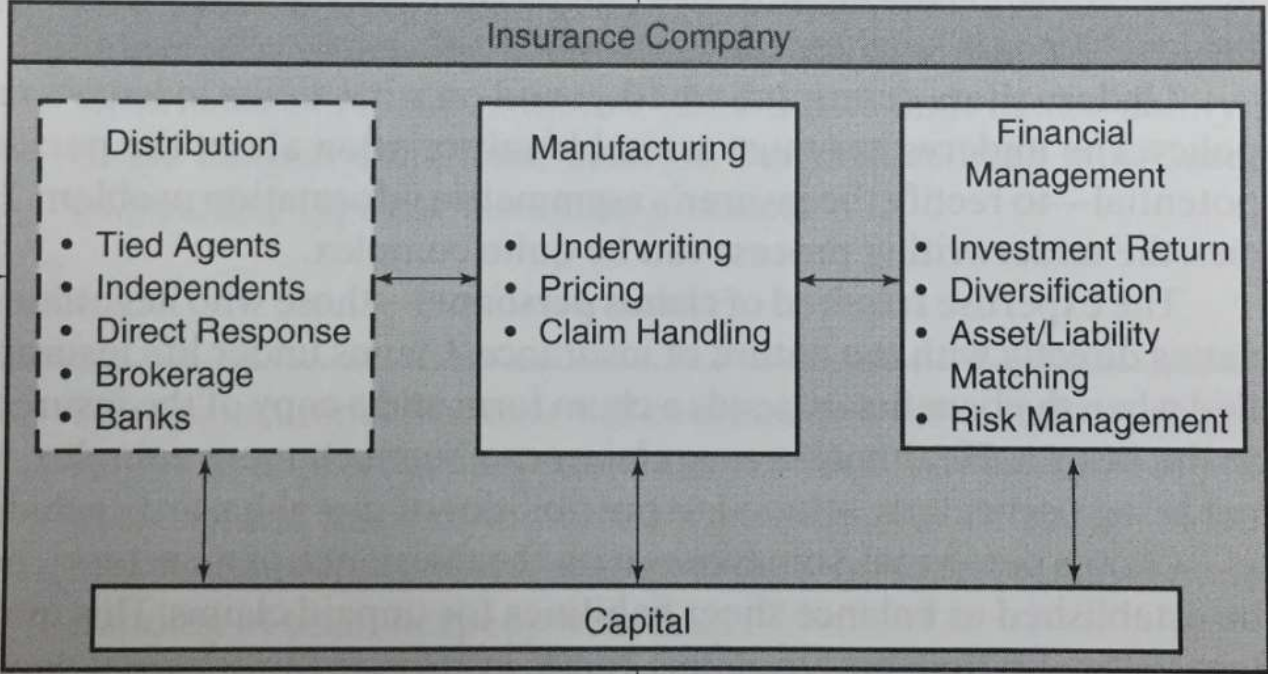 Insurance Company
Distribution
• Tied Agents
• Independents
• Direct Response
• Brokerage
• Banks
Manufacturing
• Underwriting
• Pricing
• Claim Handling
Financial
Management
• Investment Return
• Diversification
• Asset/Liability
Matching
• Risk Management
Capital